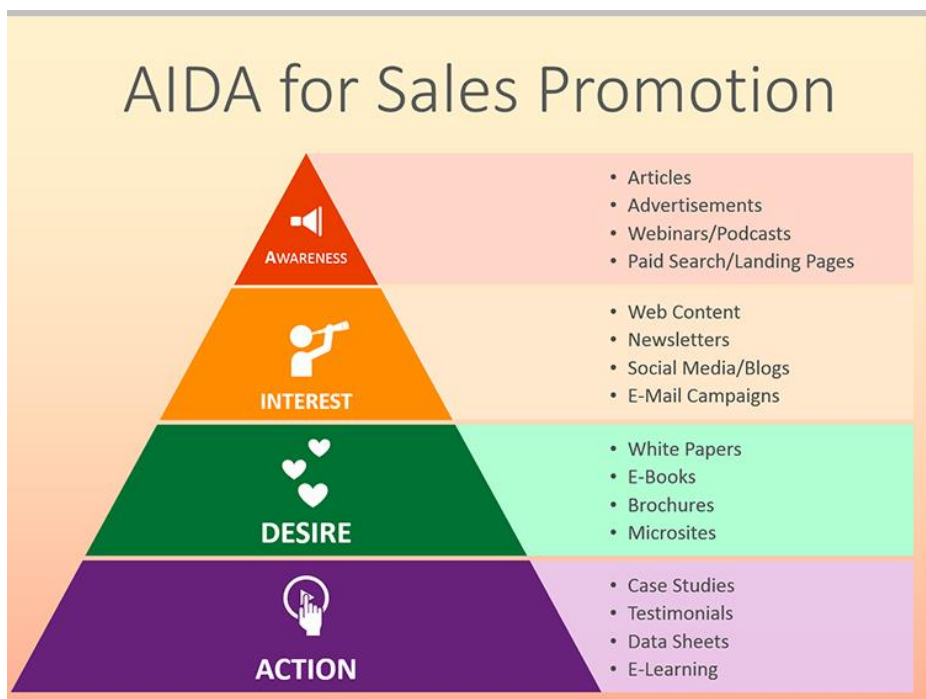 AIDA for Sales Promotion
AWARENESS
• Articles
• Advertisements
• Webinars/Podcasts
• Paid Search/Landing Pages
INTEREST
• Web Content
• Newsletters
• Social Media/Blogs
• E-Mail Campaigns
DESIRE
• White Papers
• E-Books
• Brochures
• Microsites
ACTION
• Case Studies
• Testimonials
• Data Sheets
• E-Learning